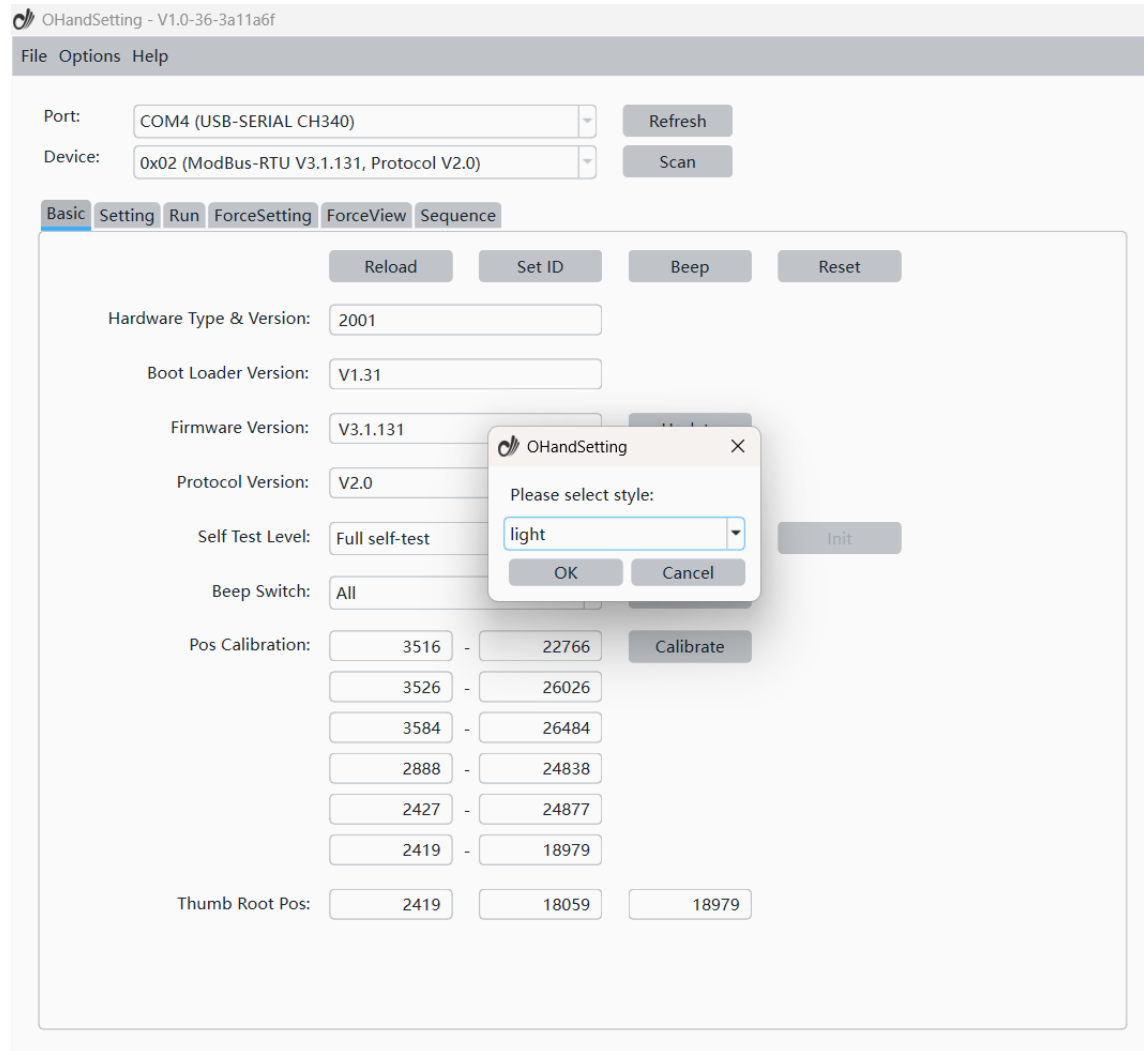 OHandSetting - V1.0-36-3a11a6f
File Options Help
Port: COM4 (USB-SERIAL CH340) Refresh
Device: 0x02 (ModBus-RTU V3.1.131, Protocol V2.0) Scan
Basic Setting Run ForceSetting ForceView Sequence
Reload Set ID Beep Reset
Hardware Type & Version: 2001
Boot Loader Version: V1.31
Firmware Version: V3.1.131
OHandSetting
Protocol Version: V2.0
Please select style:
Self Test Level: Full self-test Init
light
OK Cancel
Beep Switch: All
Pos Calibration: 3516 - 22766 Calibrate
3526 - 26026
3584 - 26484
2888 - 24838
2427 - 24877
2419 - 18979
Thumb Root Pos: 2419 18059 18979